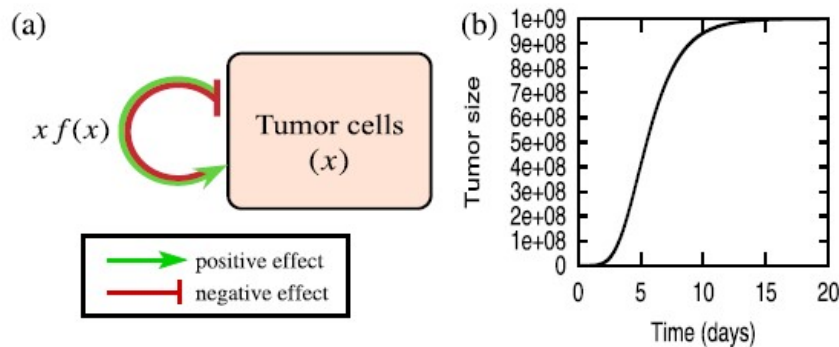 (a)
x f(x)
Tumor cells
(x)
positive effect
negative effect
(b)
Tumor size
1e+09
9e+08
8e+08
7e+08
6e+08
5e+08
4e+08
3e+08
2e+08
1e+08
0
0 5 10 15 20
Time (days)